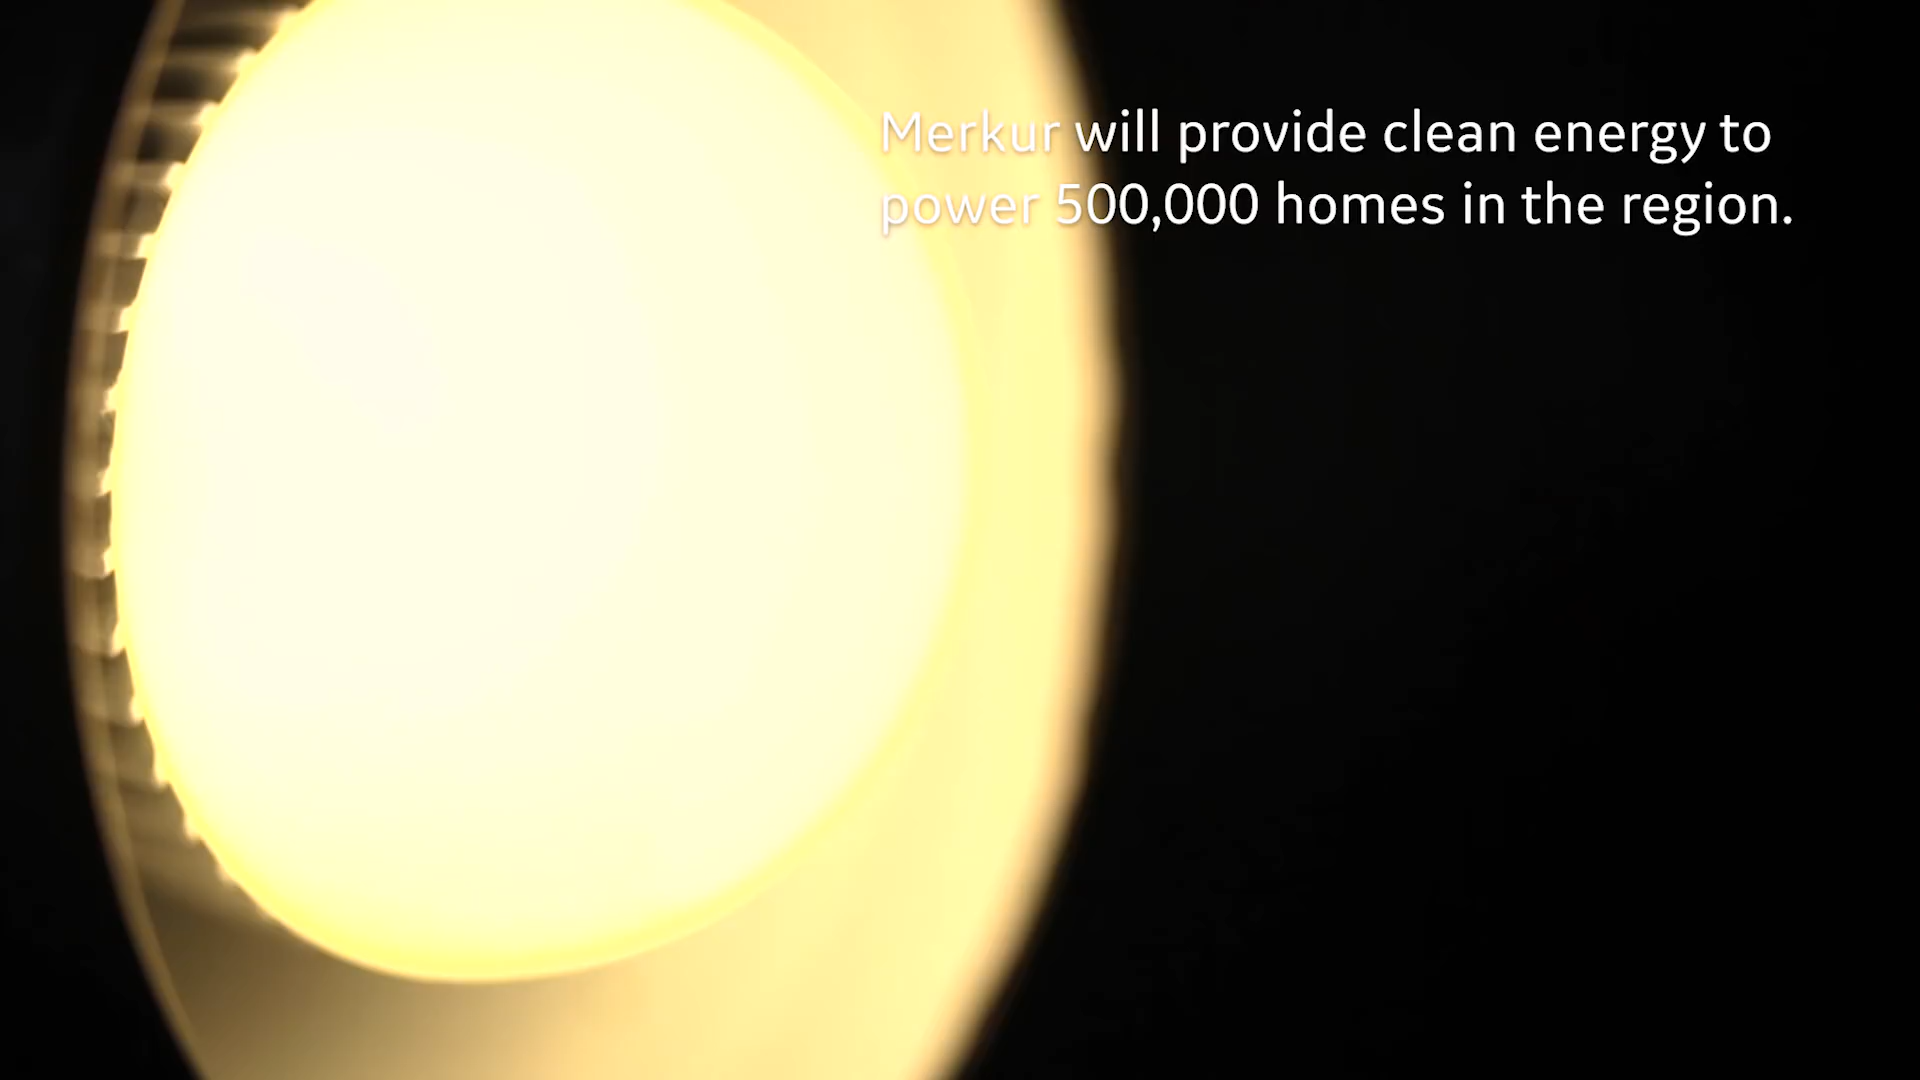 Merkur will provide clean energy to
power 500,000 homes in the region.